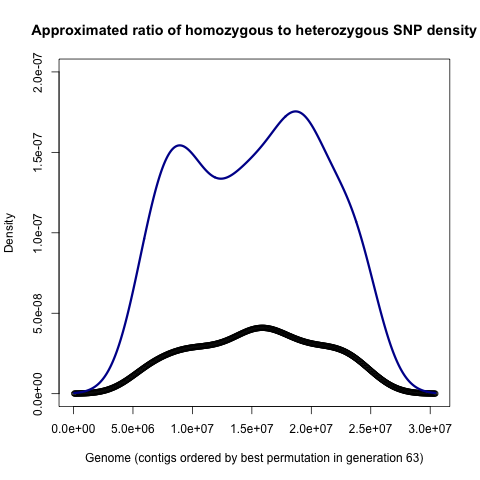 Approximated ratio of homozygous to heterozygous SNP density
Density
2.0e-07
1.5e-07
1.0e-07
5.0e-08
0.0e+00
0.0e+00 5.0e+06 1.0e+07 1.5e+07 2.0e+07 2.5e+07 3.0e+07
Genome (contigs ordered by best permutation in generation 63)